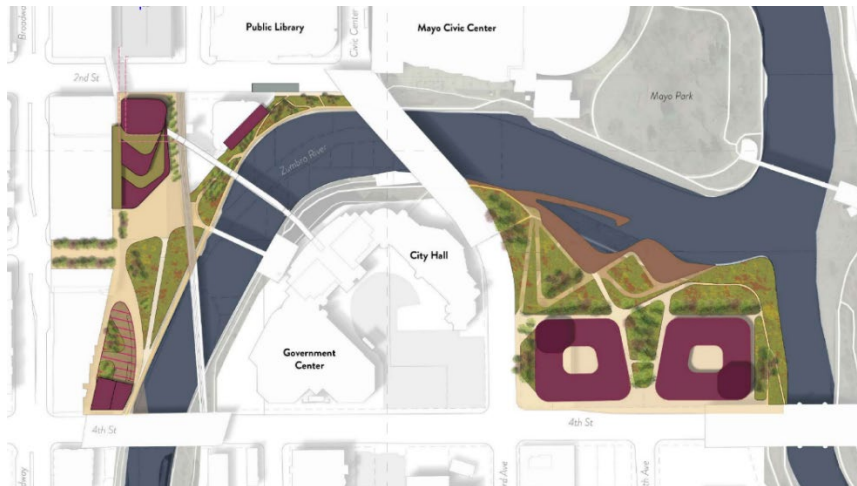 Broadway
Public Library
Civic Center
Mayo Civic Center
2nd St
Mayo Park
Zumbro River
City Hall
Government
Center
4th St
4th St